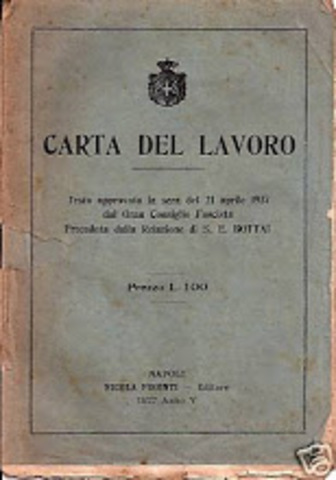 CARTA DEL LAVORO
Testo approvato la sera del 21 aprile 1927
dal Gran Consiglio Fascista
Preceduto dalla Relazione di S. E. BOTTAI
Prezzo L. 1.00
NAPOLI
NICOLA PIRONTI — Editore
1927 Anno V